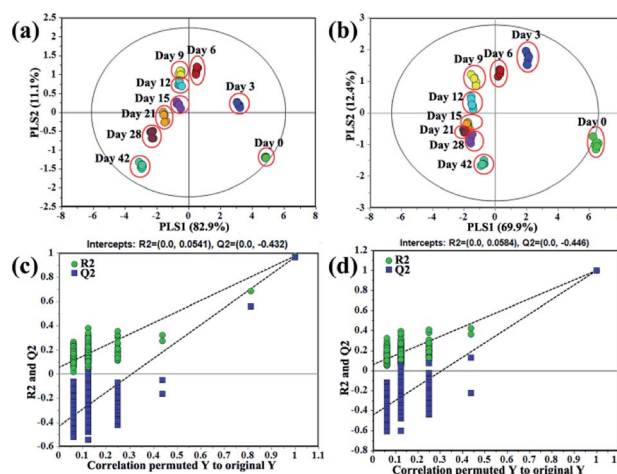 (a)
Day 9
Day 6
Day 12
Day 3
Day 15
Day 21
Day 28
Day 0
Day 42
PLS2 (11.1%)
2.5
2
1.5
1
0.5
0
-0.5
-1
-1.5
-2
-2.5
-8 -6 -4 -2 0 2 4 6 8
PLS1 (82.9%)
(b)
Day 3
Day 9
Day 6
Day 12
Day 15
Day 21
Day 28
Day 0
Day 42
PLS2 (12.4%)
3
2
1
0
-1
-2
-3
-8 -6 -4 -2 0 2 4 6 8
PLS1 (69.9%)
Intercepts: R2=(0.0, 0.0541), Q2=(0.0, -0.432)
(c)
R2
Q2
R2 and Q2
1
0.8
0.6
0.4
0.2
0
-0.2
-0.4
-0.6
0 0.1 0.2 0.3 0.4 0.5 0.6 0.7 0.8 0.9 1 1.1
Correlation permuted Y to original Y
Intercepts: R2=(0.0, 0.0584), Q2=(0.0, -0.446)
(d)
R2
Q2
R2 and Q2
1.2
1
0.8
0.6
0.4
0.2
0
-0.2
-0.4
-0.6
-0.8
0 0.1 0.2 0.3 0.4 0.5 0.6 0.7 0.8 0.9 1 1.1
Correlation permuted Y to original Y